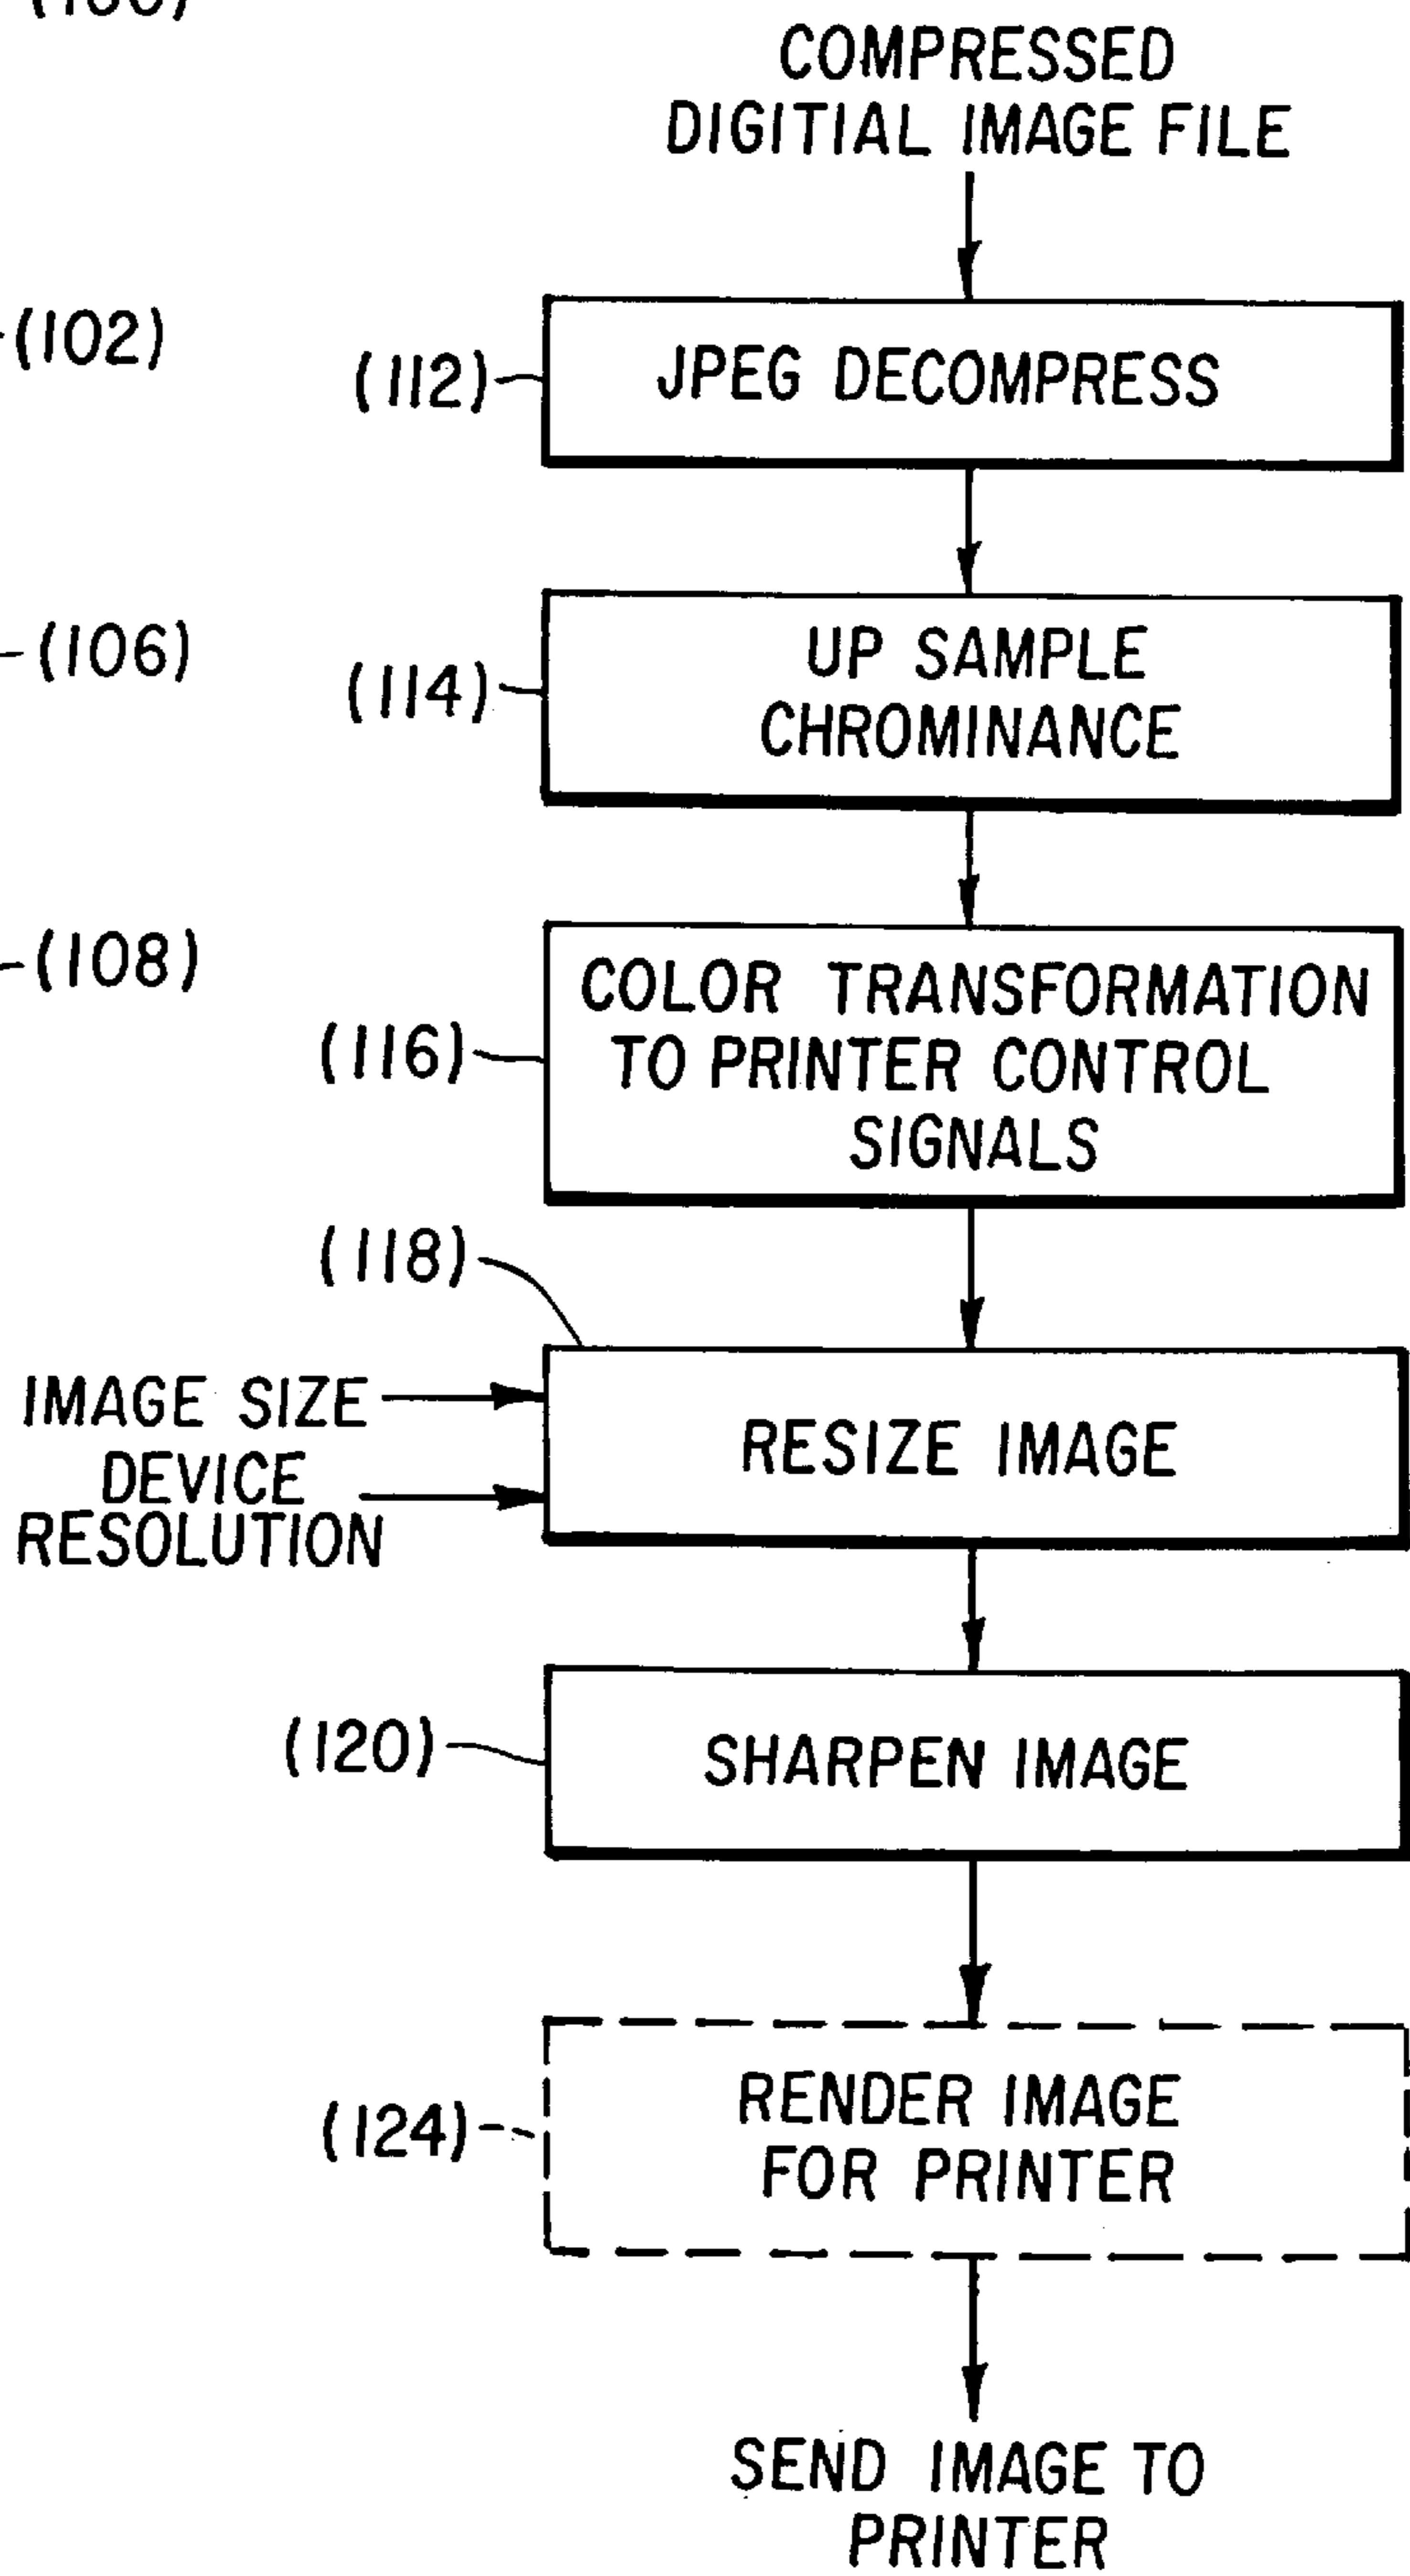 COMPRESSED
DIGITIAL IMAGE FILE
(102)
(112)
JPEG DECOMPRESS
(106)
(114)
UP SAMPLE
CHROMINANCE
(108)
(116)
COLOR TRANSFORMATION
TO PRINTER CONTROL
SIGNALS
(118)
IMAGE SIZE
DEVICE
RESOLUTION
RESIZE IMAGE
(120)
SHARPEN IMAGE
(124)
RENDER IMAGE
FOR PRINTER
SEND IMAGE TO
PRINTER